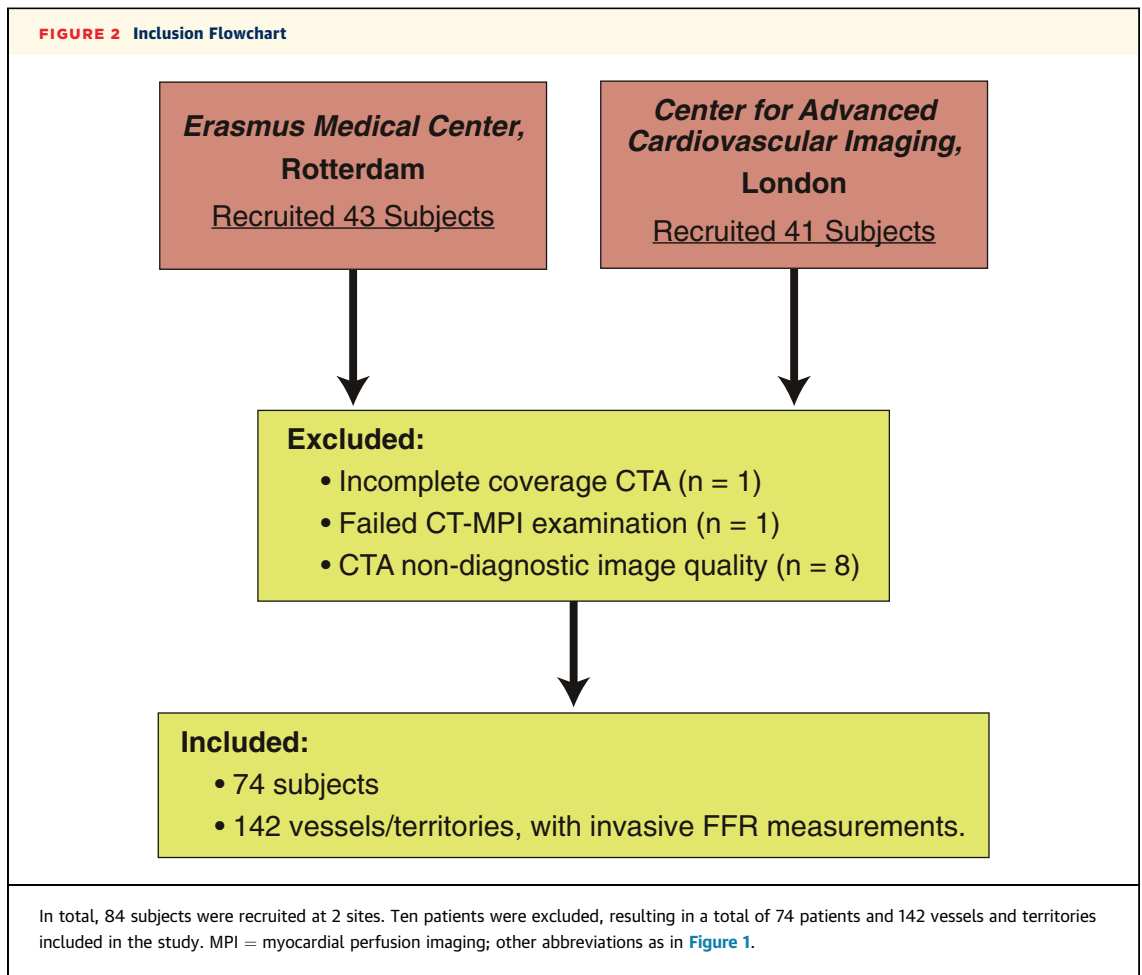 FIGURE 2 Inclusion Flowchart
Erasmus Medical Center,
Rotterdam
Recruited 43 Subjects
Center for Advanced
Cardiovascular Imaging,
London
Recruited 41 Subjects
Excluded:
• Incomplete coverage CTA (n = 1)
• Failed CT-MPI examination (n = 1)
• CTA non-diagnostic image quality (n = 8)
Included:
• 74 subjects
• 142 vessels/territories, with invasive FFR measurements.
In total, 84 subjects were recruited at 2 sites. Ten patients were excluded, resulting in a total of 74 patients and 142 vessels and territories
included in the study. MPI = myocardial perfusion imaging; other abbreviations as in Figure 1.